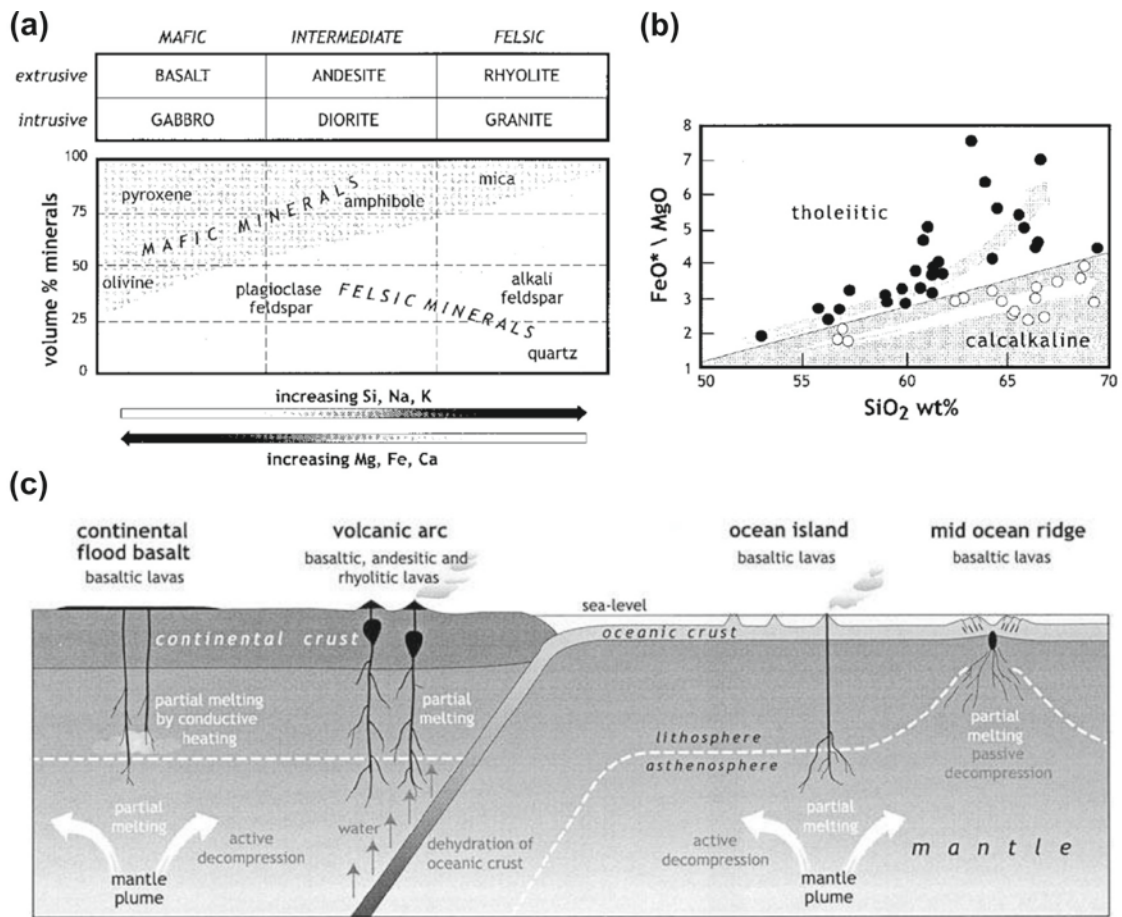 (a)
MAFIC INTERMEDIATE FELSIC
extrusive BASALT ANDESITE RHYOLITE
intrusive GABBRO DIORITE GRANITE
volume % minerals
100
75
50
25
0
pyroxene
MAFIC MINERALS
amphibole
mica
olivine
plagioclase
feldspar
FELSIC MINERALS
alkali
feldspar
quartz
increasing Si, Na, K
increasing Mg, Fe, Ca
(b)
FeO* \ MgO
8
7
6
5
4
3
2
1
tholeiitic
calcalkaline
50 55 60 65 70
SiO₂ wt%
(c)
continental
flood basalt
basaltic lavas
volcanic arc
basaltic, andesitic and
rhyolitic lavas
ocean island
basaltic lavas
mid ocean ridge
basaltic lavas
sea-level
continental crust
oceanic crust
partial melting
by conductive
heating
partial
melting
lithosphere
asthenosphere
partial
melting
passive
decompression
partial
melting
active
decompression
mantle
plume
water
dehydration of
oceanic crust
active
decompression
partial
melting
mantle
plume
mantle